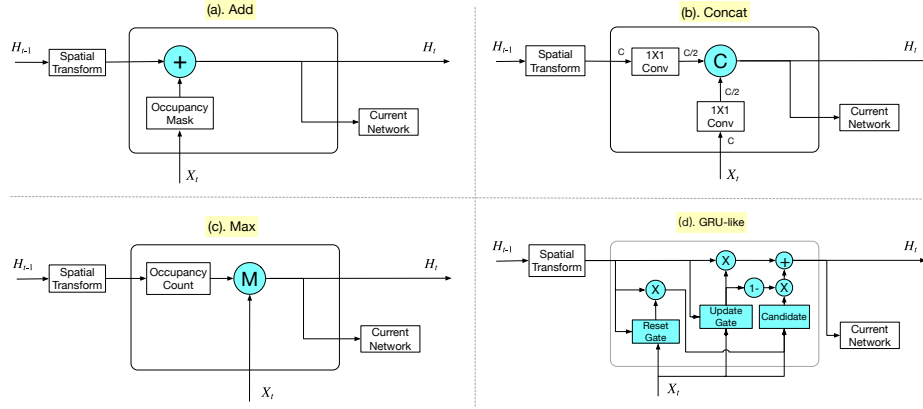 (a). Add
H_{t-1}
Spatial
Transform
+
H_t
Occupancy
Mask
Current
Network
X_t
(b). Concat
H_{t-1}
Spatial
Transform
C
1X1
Conv
C/2
C
H_t
C/2
1X1
Conv
C
Current
Network
X_t
(c). Max
H_{t-1}
Spatial
Transform
Occupancy
Count
M
H_t
Current
Network
X_t
(d). GRU-like
H_{t-1}
Spatial
Transform
X
+
H_t
X
1-
X
Reset
Gate
Update
Gate
Candidate
Current
Network
X_t